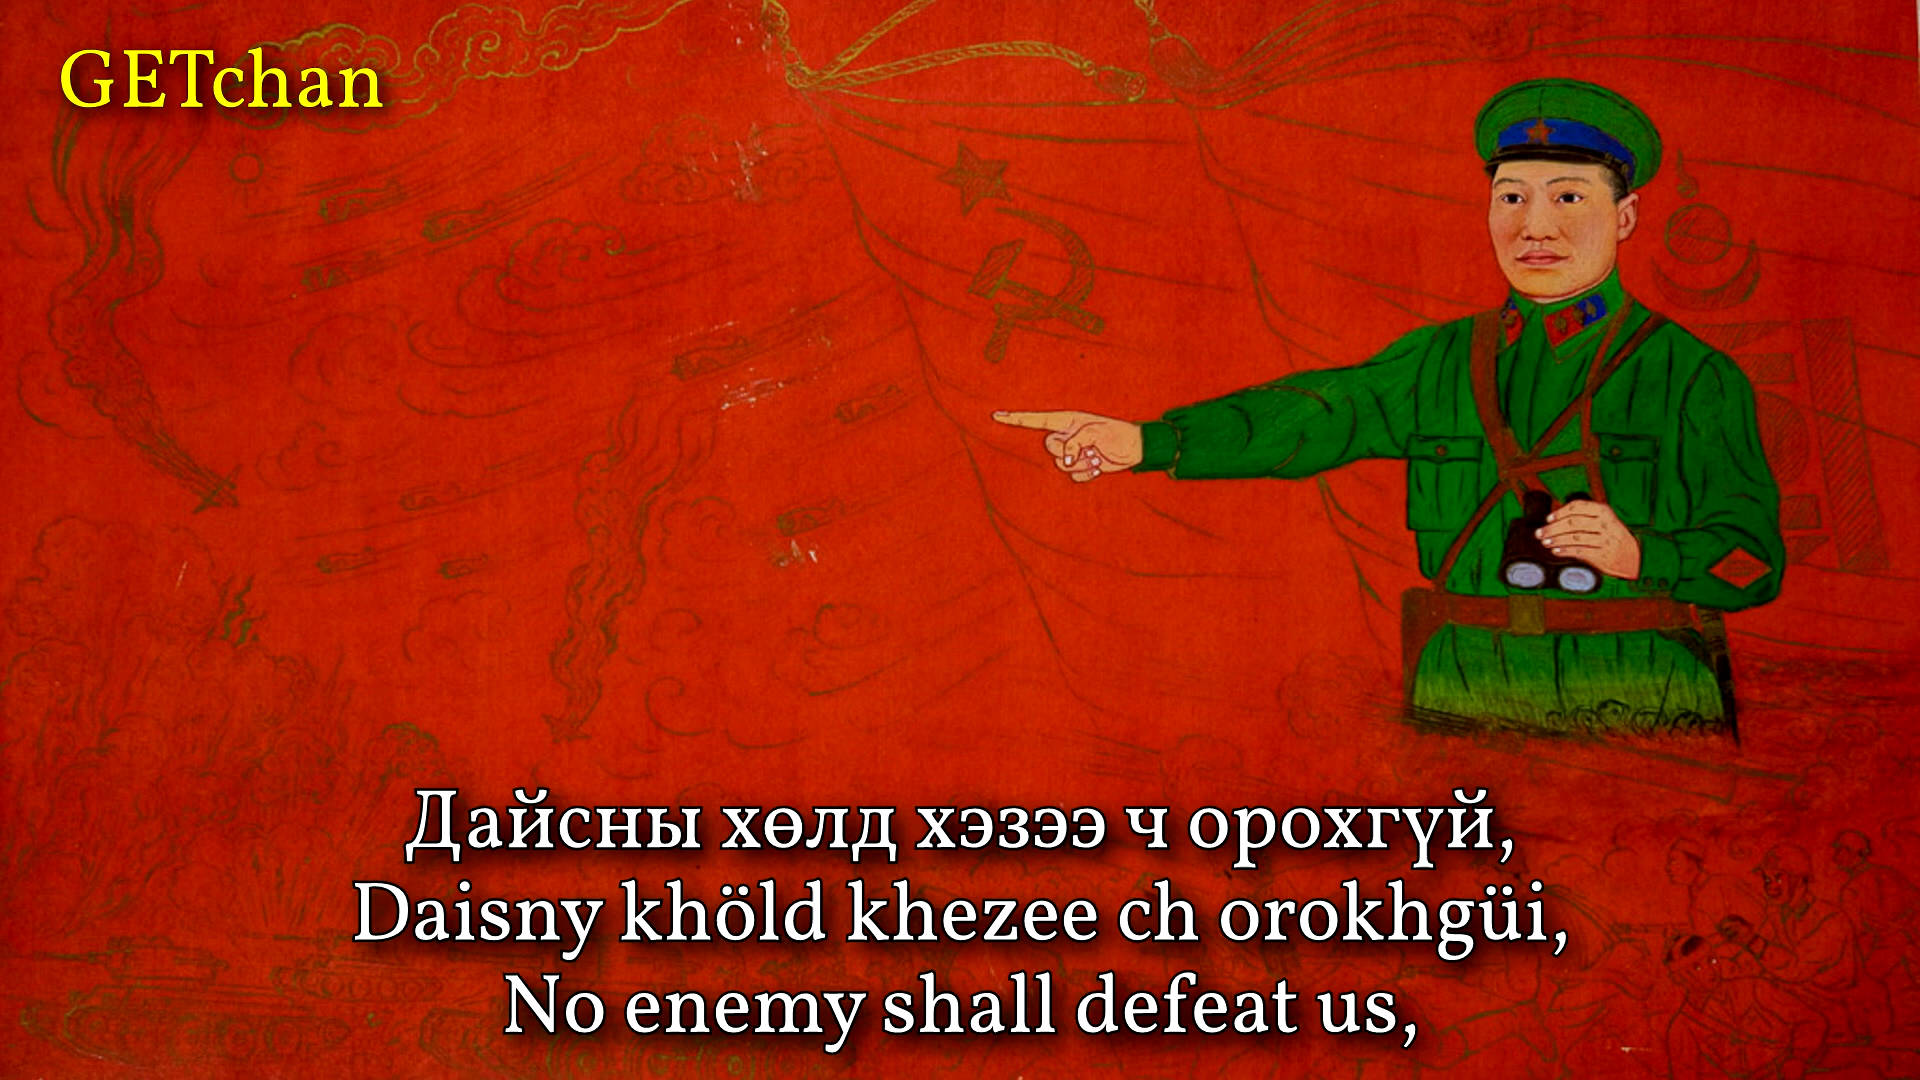 GETchan
Дайсны хөлд хэзээ ч орохгүй,
Daisny khöld khezee ch orokhgüi,
No enemy shall defeat us,